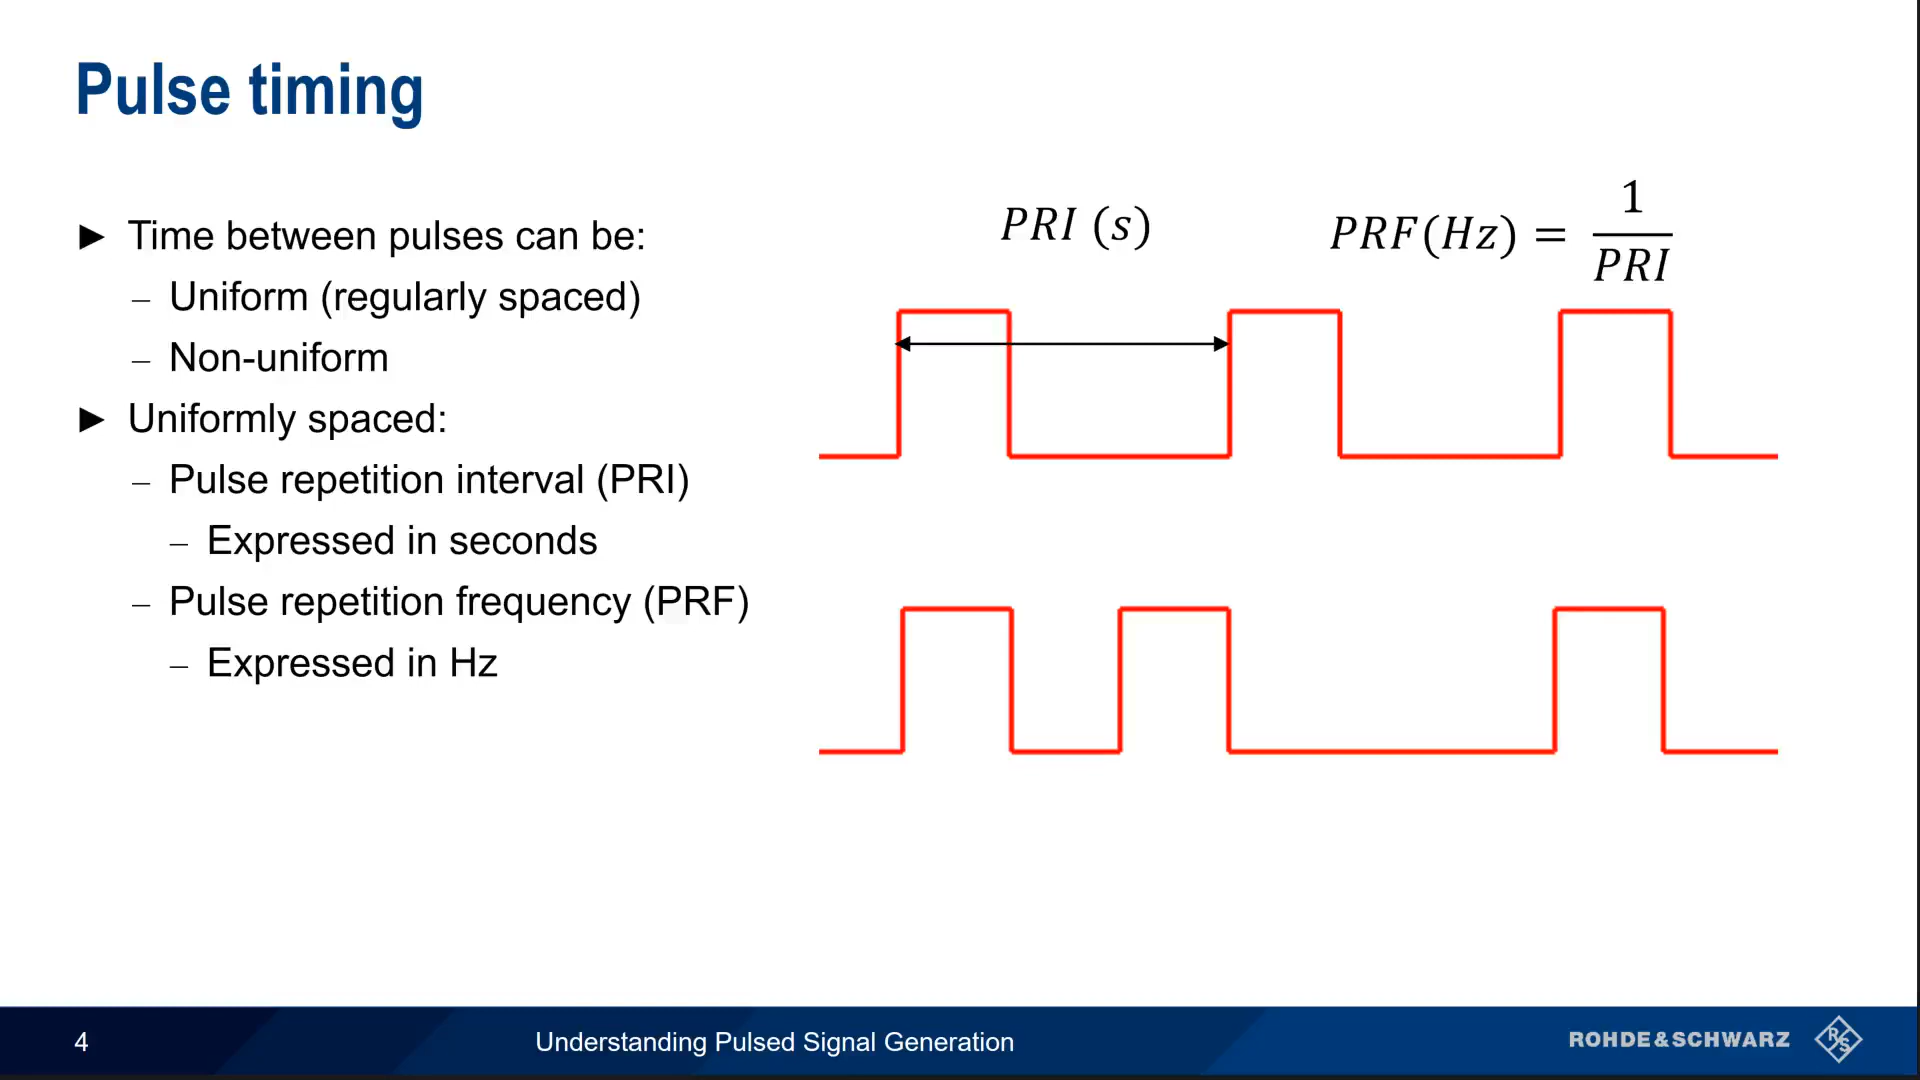 Pulse timing
► Time between pulses can be:
– Uniform (regularly spaced)
– Non-uniform
► Uniformly spaced:
– Pulse repetition interval (PRI)
– Expressed in seconds
– Pulse repetition frequency (PRF)
– Expressed in Hz
PRI (s)
PRF(Hz) = 1/PRI
4
Understanding Pulsed Signal Generation
ROHDE&SCHWARZ
R&S